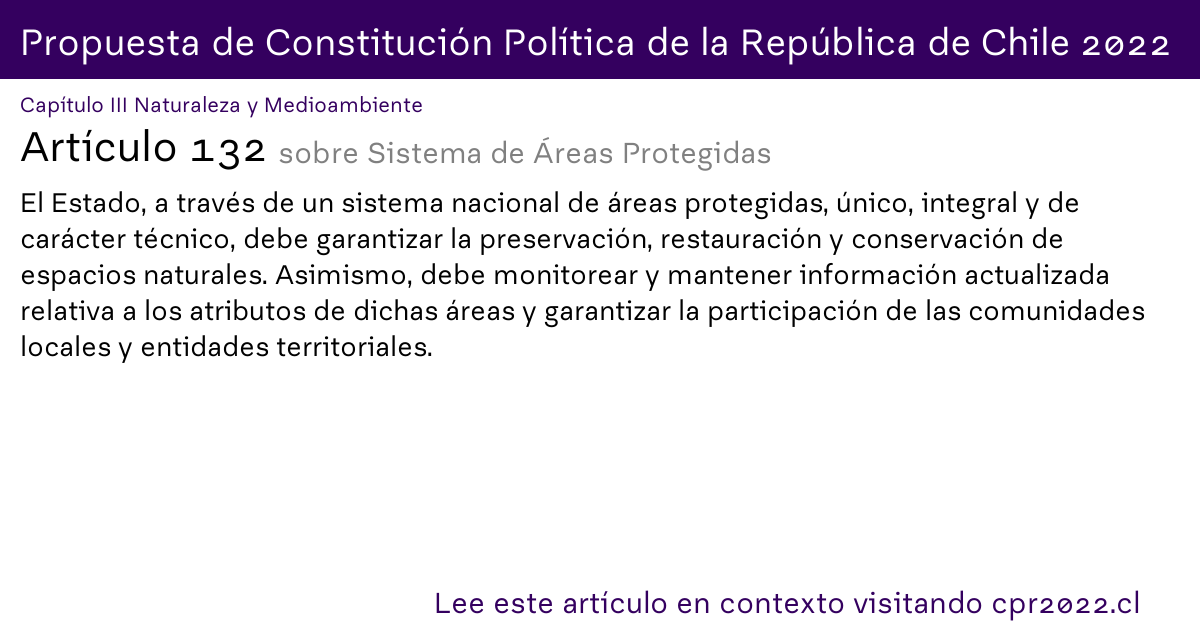 Propuesta de Constitución Política de la República de Chile 2022
Capítulo III Naturaleza y Medioambiente
Artículo 132 sobre Sistema de Áreas Protegidas
El Estado, a través de un sistema nacional de áreas protegidas, único, integral y de
carácter técnico, debe garantizar la preservación, restauración y conservación de
espacios naturales. Asimismo, debe monitorear y mantener información actualizada
relativa a los atributos de dichas áreas y garantizar la participación de las comunidades
locales y entidades territoriales.
Lee este artículo en contexto visitando cpr2022.cl